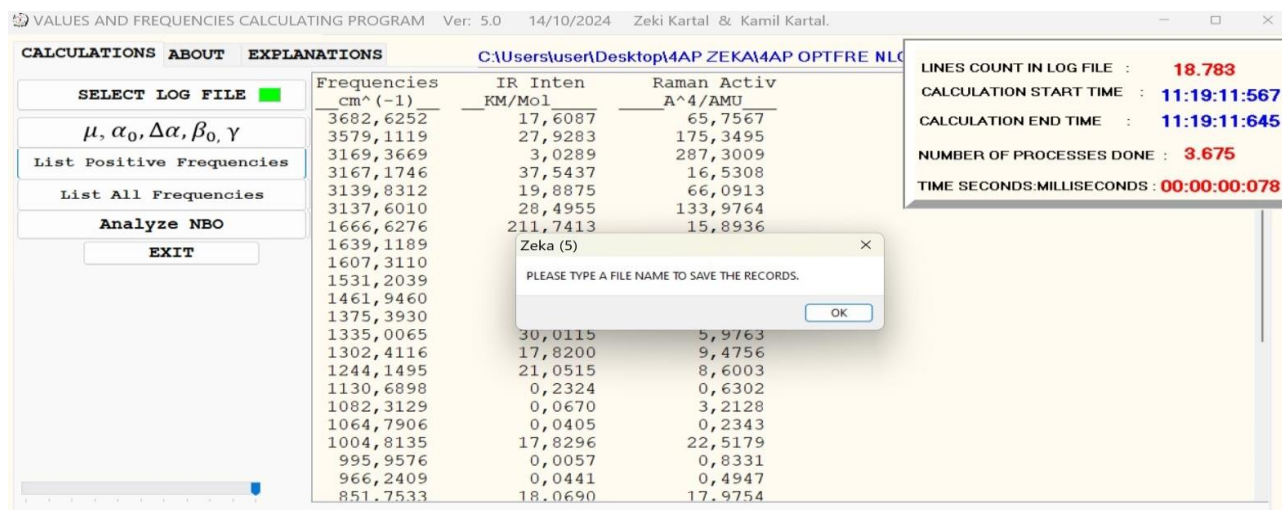 VALUES AND FREQUENCIES CALCULATING PROGRAM Ver: 5.0 14/10/2024 Zeki Kartal & Kamil Kartal.
CALCULATIONS ABOUT EXPLANATIONS
C:\Users\user\Desktop\4AP ZEKA\4AP OPTFRE NLO
SELECT LOG FILE
μ, α₀, Δα, β₀, γ
List Positive Frequencies
List All Frequencies
Analyze NBO
EXIT
Frequencies IR Inten Raman Activ
__cm^(-1)___ _KM/Mol_____ ____A^4/AMU___
3682,6252 17,6087 65,7567
3579,1119 27,9283 175,3495
3169,3669 3,0289 287,3009
3167,1746 37,5437 16,5308
3139,8312 19,8875 66,0913
3137,6010 28,4955 133,9764
1666,6276 211,7413 15,8936
1639,1189
1607,3110
1531,2039
1461,9460
1375,3930
1335,0065 30,0115 5,9763
1302,4116 17,8200 9,4756
1244,1495 21,0515 8,6003
1130,6898 0,2324 0,6302
1082,3129 0,0670 3,2128
1064,7906 0,0405 0,2343
1004,8135 17,8296 22,5179
995,9576 0,0057 0,8331
966,2409 0,0441 0,4947
851,7533 18,0690 17,9754
Zeka (5)
PLEASE TYPE A FILE NAME TO SAVE THE RECORDS.
OK
LINES COUNT IN LOG FILE : 18.783
CALCULATION START TIME : 11:19:11:567
CALCULATION END TIME : 11:19:11:645
NUMBER OF PROCESSES DONE : 3.675
TIME SECONDS:MILLISECONDS : 00:00:00:078